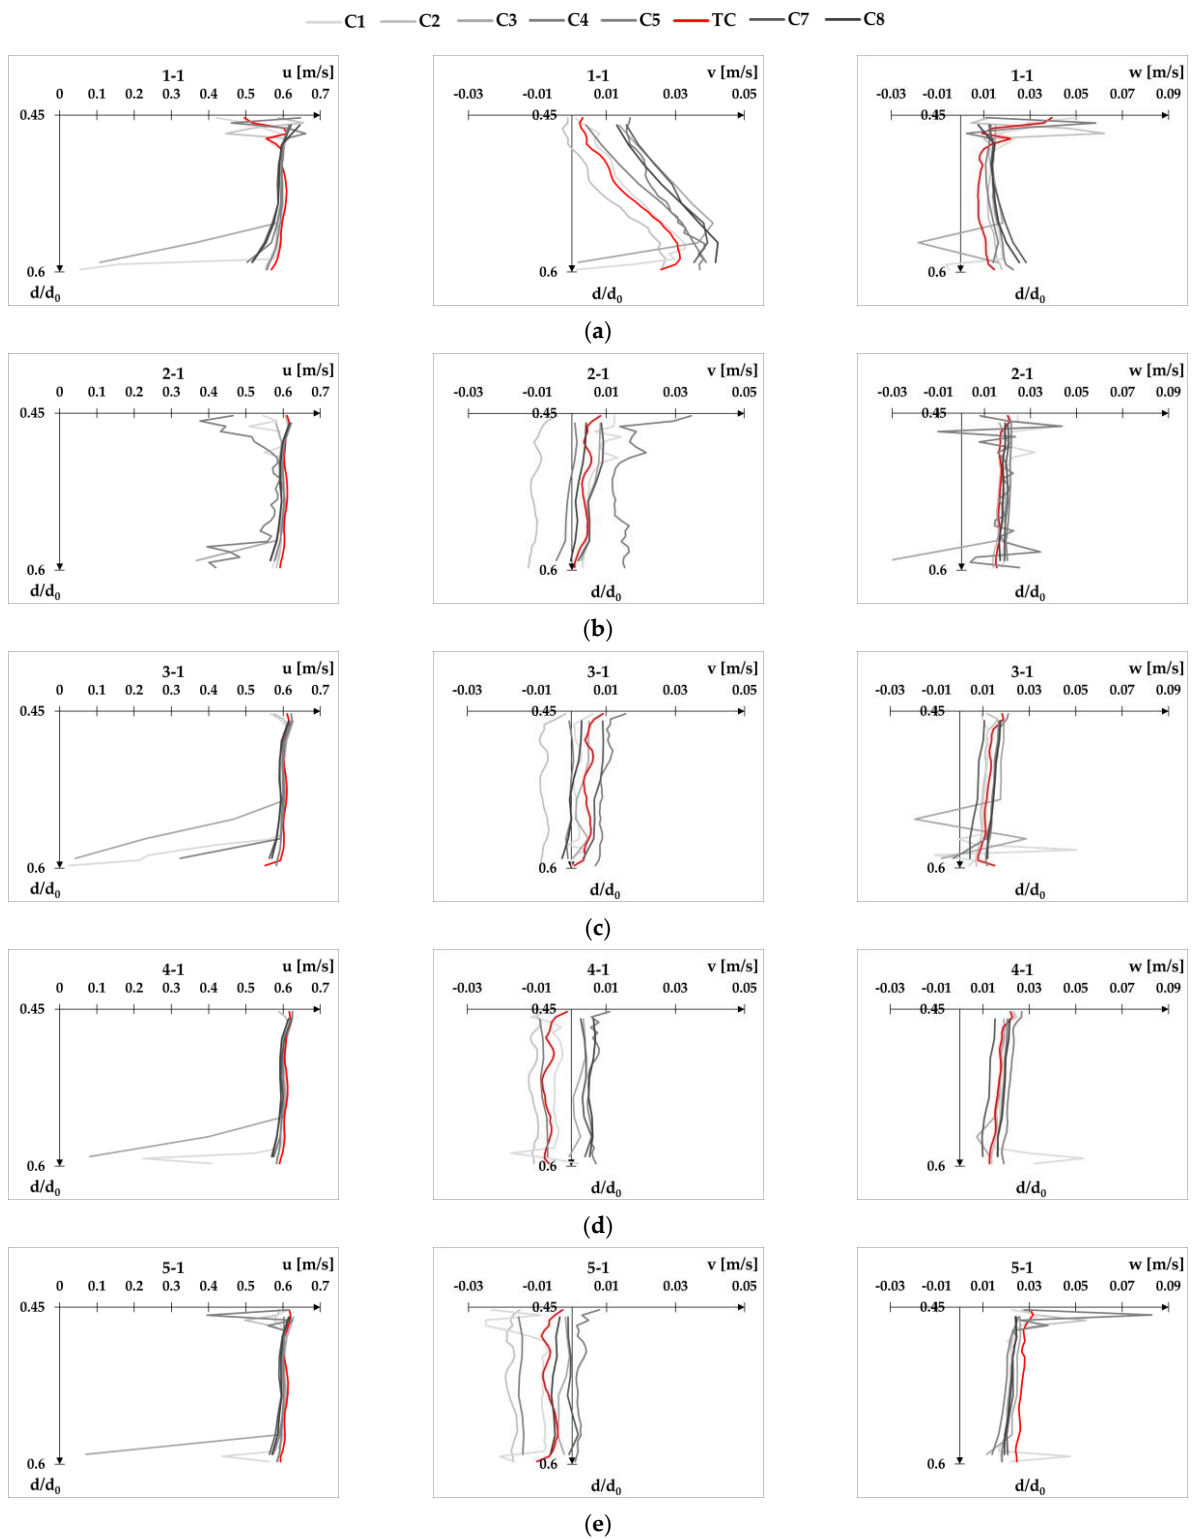 C1 C2 C3 C4 C5 TC C7 C8
1-1 u [m/s]
0 0.1 0.2 0.3 0.4 0.5 0.6 0.7
0.45
0.6
d/d0
1-1 v [m/s]
-0.03 -0.01 0.01 0.03 0.05
0.45
0.6
d/d0
1-1 w [m/s]
-0.03 -0.01 0.01 0.03 0.05 0.07 0.09
0.45
0.6
d/d0
(a)
2-1 u [m/s]
0 0.1 0.2 0.3 0.4 0.5 0.6 0.7
0.45
0.6
d/d0
2-1 v [m/s]
-0.03 -0.01 0.01 0.03 0.05
0.45
0.6
d/d0
2-1 w [m/s]
-0.03 -0.01 0.01 0.03 0.05 0.07 0.09
0.45
0.6
d/d0
(b)
3-1 u [m/s]
0 0.1 0.2 0.3 0.4 0.5 0.6 0.7
0.45
0.6
d/d0
3-1 v [m/s]
-0.03 -0.01 0.01 0.03 0.05
0.45
0.6
d/d0
3-1 w [m/s]
-0.03 -0.01 0.01 0.03 0.05 0.07 0.09
0.45
0.6
d/d0
(c)
4-1 u [m/s]
0 0.1 0.2 0.3 0.4 0.5 0.6 0.7
0.45
0.6
d/d0
4-1 v [m/s]
-0.03 -0.01 0.01 0.03 0.05
0.45
0.6
d/d0
4-1 w [m/s]
-0.03 -0.01 0.01 0.03 0.05 0.07 0.09
0.45
0.6
d/d0
(d)
5-1 u [m/s]
0 0.1 0.2 0.3 0.4 0.5 0.6 0.7
0.45
0.6
d/d0
5-1 v [m/s]
-0.03 -0.01 0.01 0.03 0.05
0.45
0.6
d/d0
5-1 w [m/s]
-0.03 -0.01 0.01 0.03 0.05 0.07 0.09
0.45
0.6
d/d0
(e)